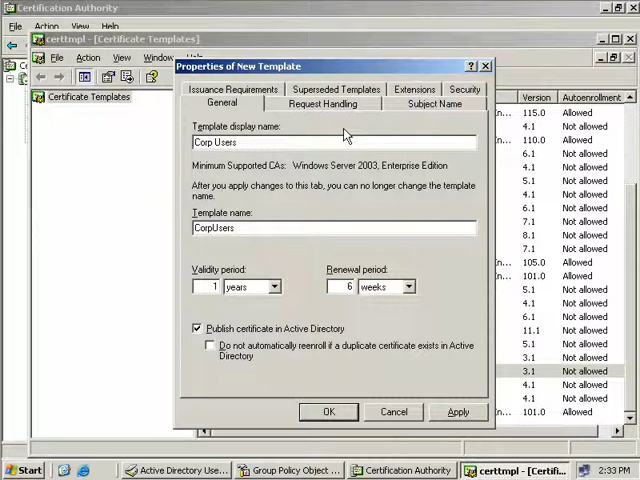 Certification Authority
File Action View Help
certtmpl - [Certificate Templates]
File Action View Window
Properties of New Template
Certificate Templates
Issuance Requirements Superseded Templates Extensions Security
General Request Handling Subject Name
Template display name:
Corp Users
Minimum Supported CAs: Windows Server 2003, Enterprise Edition
After you apply changes to this tab, you can no longer change the template
name.
Template name:
CorpUsers
Validity period: Renewal period:
1 years 6 weeks
Publish certificate in Active Directory
Do not automatically reenroll if a duplicate certificate exists in Active
Directory
OK Cancel Apply
Version Autoenrollment
115.0 Allowed
4.1 Not allowed
110.0 Allowed
6.1 Not allowed
6.1 Not allowed
4.1 Not allowed
4.1 Not allowed
6.1 Not allowed
7.1 Not allowed
8.1 Not allowed
7.1 Not allowed
105.0 Allowed
101.0 Allowed
5.1 Not allowed
4.1 Not allowed
6.1 Not allowed
11.1 Not allowed
5.1 Not allowed
3.1 Not allowed
3.1 Not allowed
4.1 Not allowed
4.1 Not allowed
101.0 Allowed
Start Active Directory Use... Group Policy Object ... Certification Authority certtmpl - [Certifi... 2:33 PM